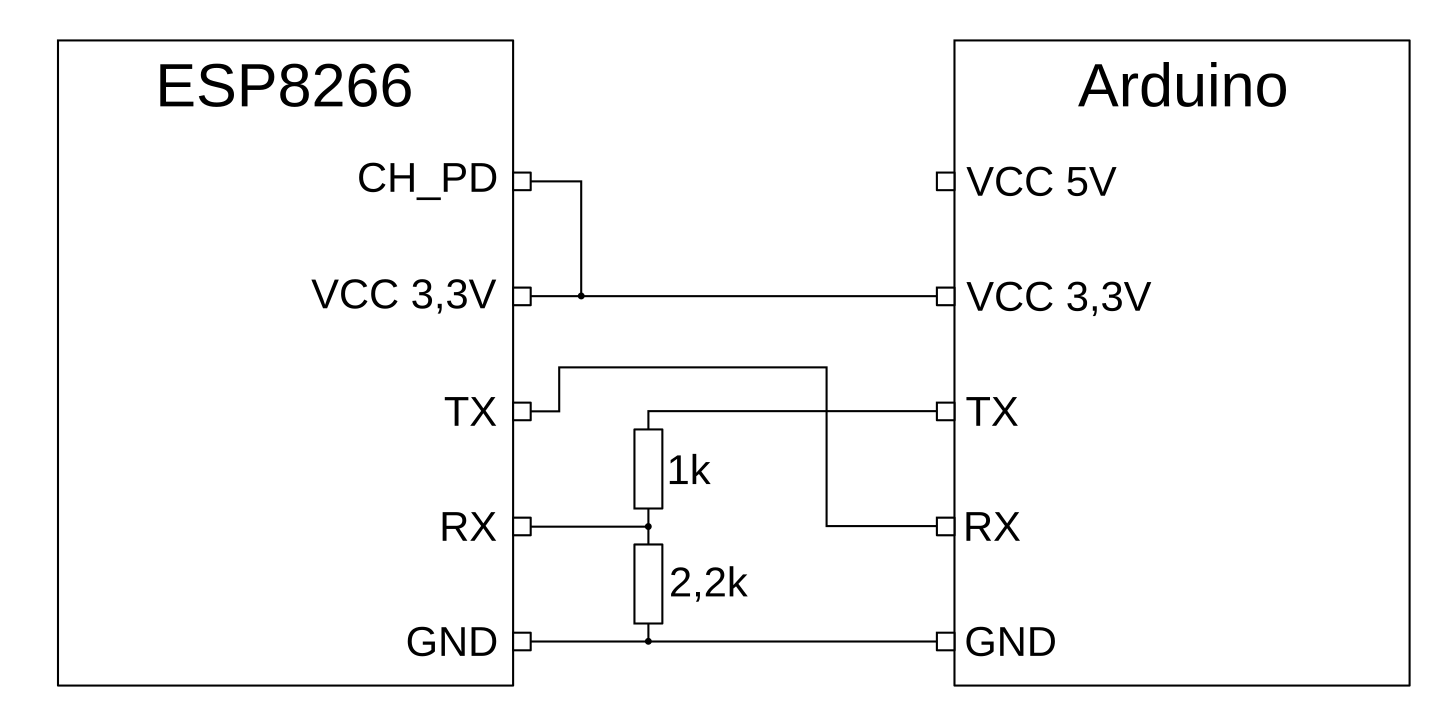 ESP8266
CH_PD
VCC 3,3V
TX
RX
GND
1k
2,2k
Arduino
VCC 5V
VCC 3,3V
TX
RX
GND